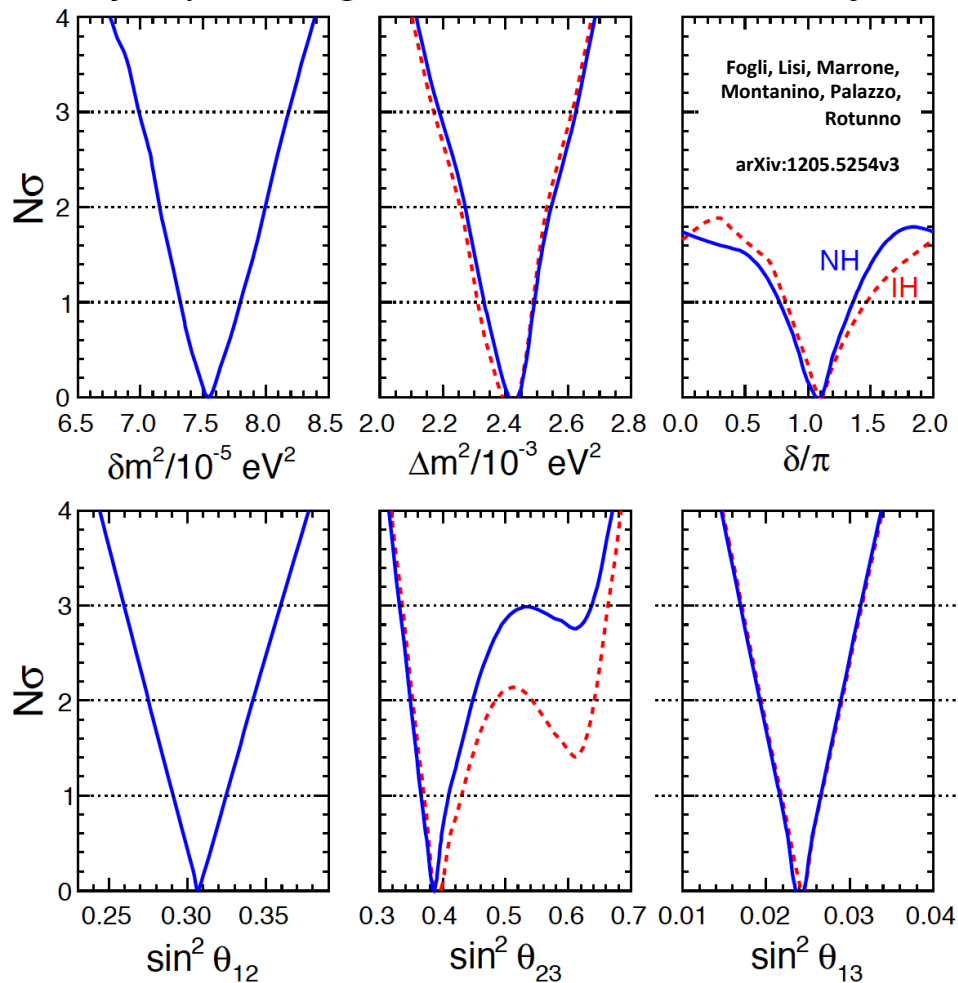 4
3
2
1
0
Nσ
6.5 7.0 7.5 8.0 8.5
δm²/10⁻⁵ eV²
2.0 2.2 2.4 2.6 2.8
Δm²/10⁻³ eV²
Fogli, Lisi, Marrone,
Montanino, Palazzo,
Rotunno
arXiv:1205.5254v3
NH
IH
0.0 0.5 1.0 1.5 2.0
δ/π
4
3
2
1
0
Nσ
0.25 0.30 0.35
sin² θ₁₂
0.3 0.4 0.5 0.6 0.7
sin² θ₂₃
0.01 0.02 0.03 0.04
sin² θ₁₃